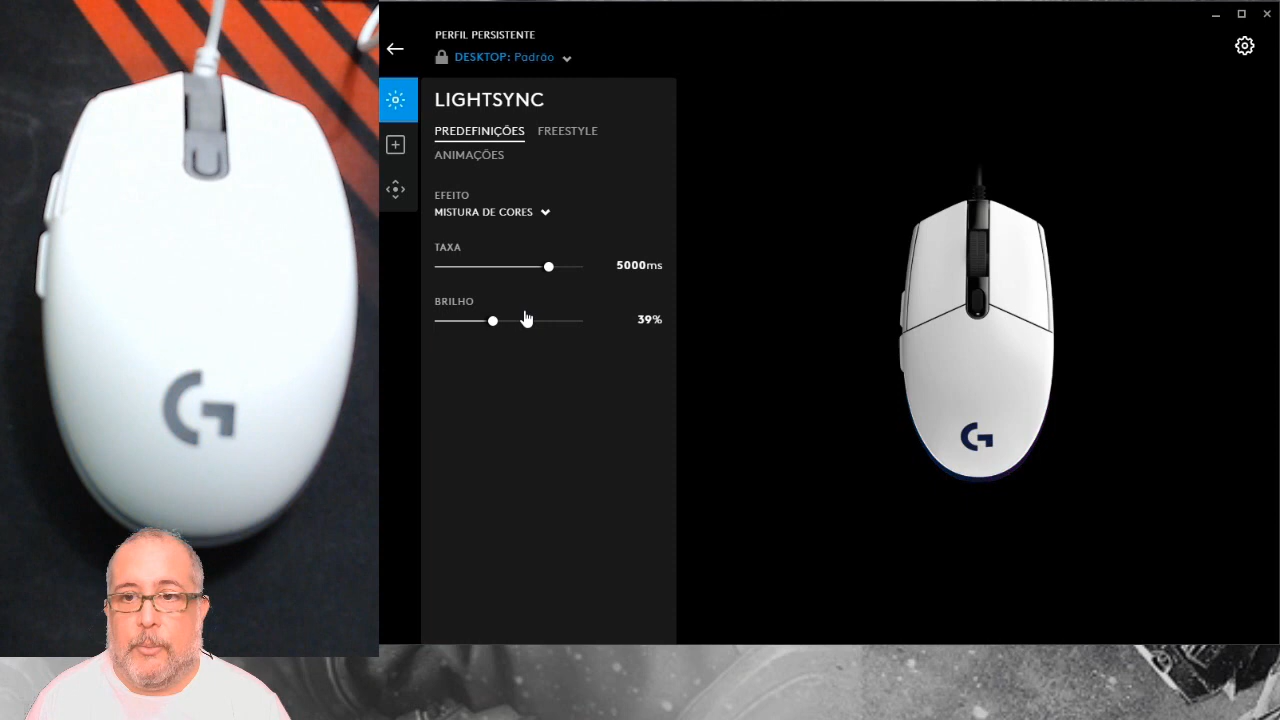 PERFIL PERSISTENTE
DESKTOP: Padrão
LIGHTSYNC
PREDEFINIÇÕES FREESTYLE
ANIMAÇÕES
EFEITO
MISTURA DE CORES
TAXA
5000ms
BRILHO
39%